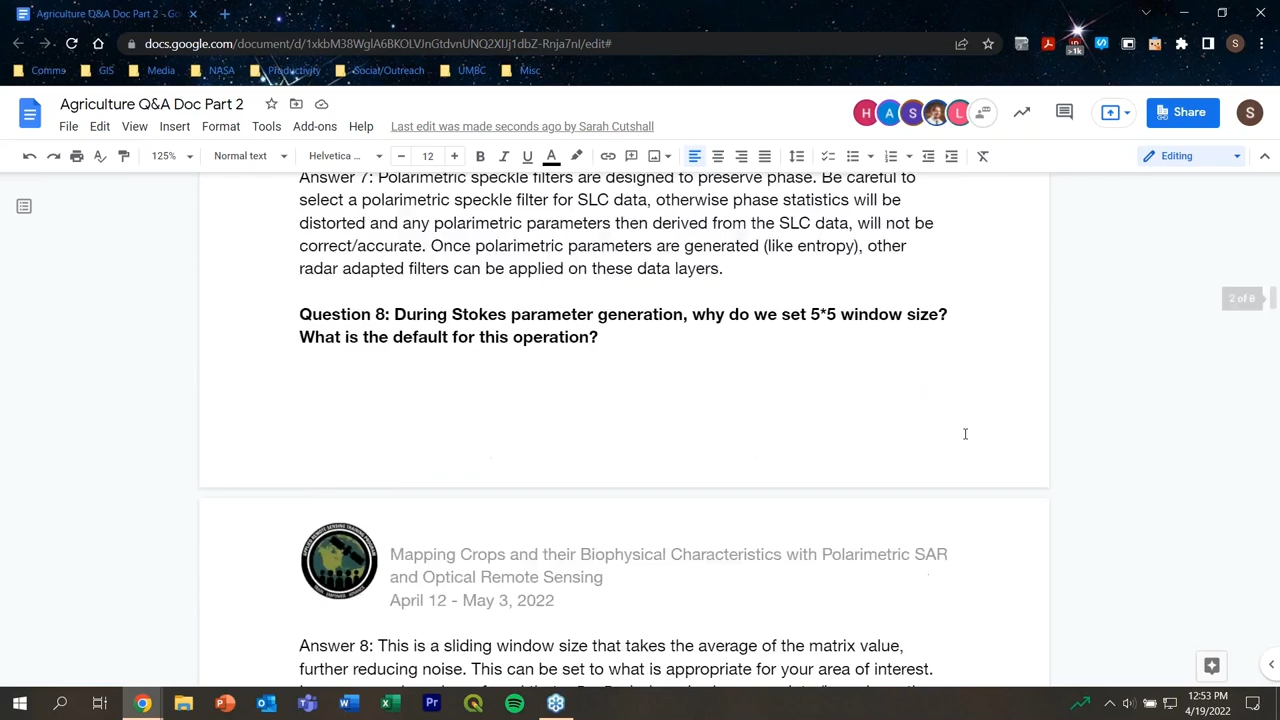 Agriculture Q&A Doc Part 2 - Go
docs.google.com/document/d/1xkbM38WglA6BKOLVJnGtdvnUNQ2XIJj1dbZ-Rnja7nI/edit#
>1k
S
Comms GIS Media NASA Productivity Social/Outreach UMBC Misc
Agriculture Q&A Doc Part 2
H A S L
Share
S
File Edit View Insert Format Tools Add-ons Help Last edit was made seconds ago by Sarah Cutshall
125% Normal text Helvetica ... 12 B I U A Editing
Answer 7: Polarimetric speckle filters are designed to preserve phase. Be careful to
select a polarimetric speckle filter for SLC data, otherwise phase statistics will be
distorted and any polarimetric parameters then derived from the SLC data, will not be
correct/accurate. Once polarimetric parameters are generated (like entropy), other
radar adapted filters can be applied on these data layers.
2 of 6
Question 8: During Stokes parameter generation, why do we set 5*5 window size?
What is the default for this operation?
Mapping Crops and their Biophysical Characteristics with Polarimetric SAR
and Optical Remote Sensing
April 12 - May 3, 2022
Answer 8: This is a sliding window size that takes the average of the matrix value,
further reducing noise. This can be set to what is appropriate for your area of interest.
12:53 PM
4/19/2022